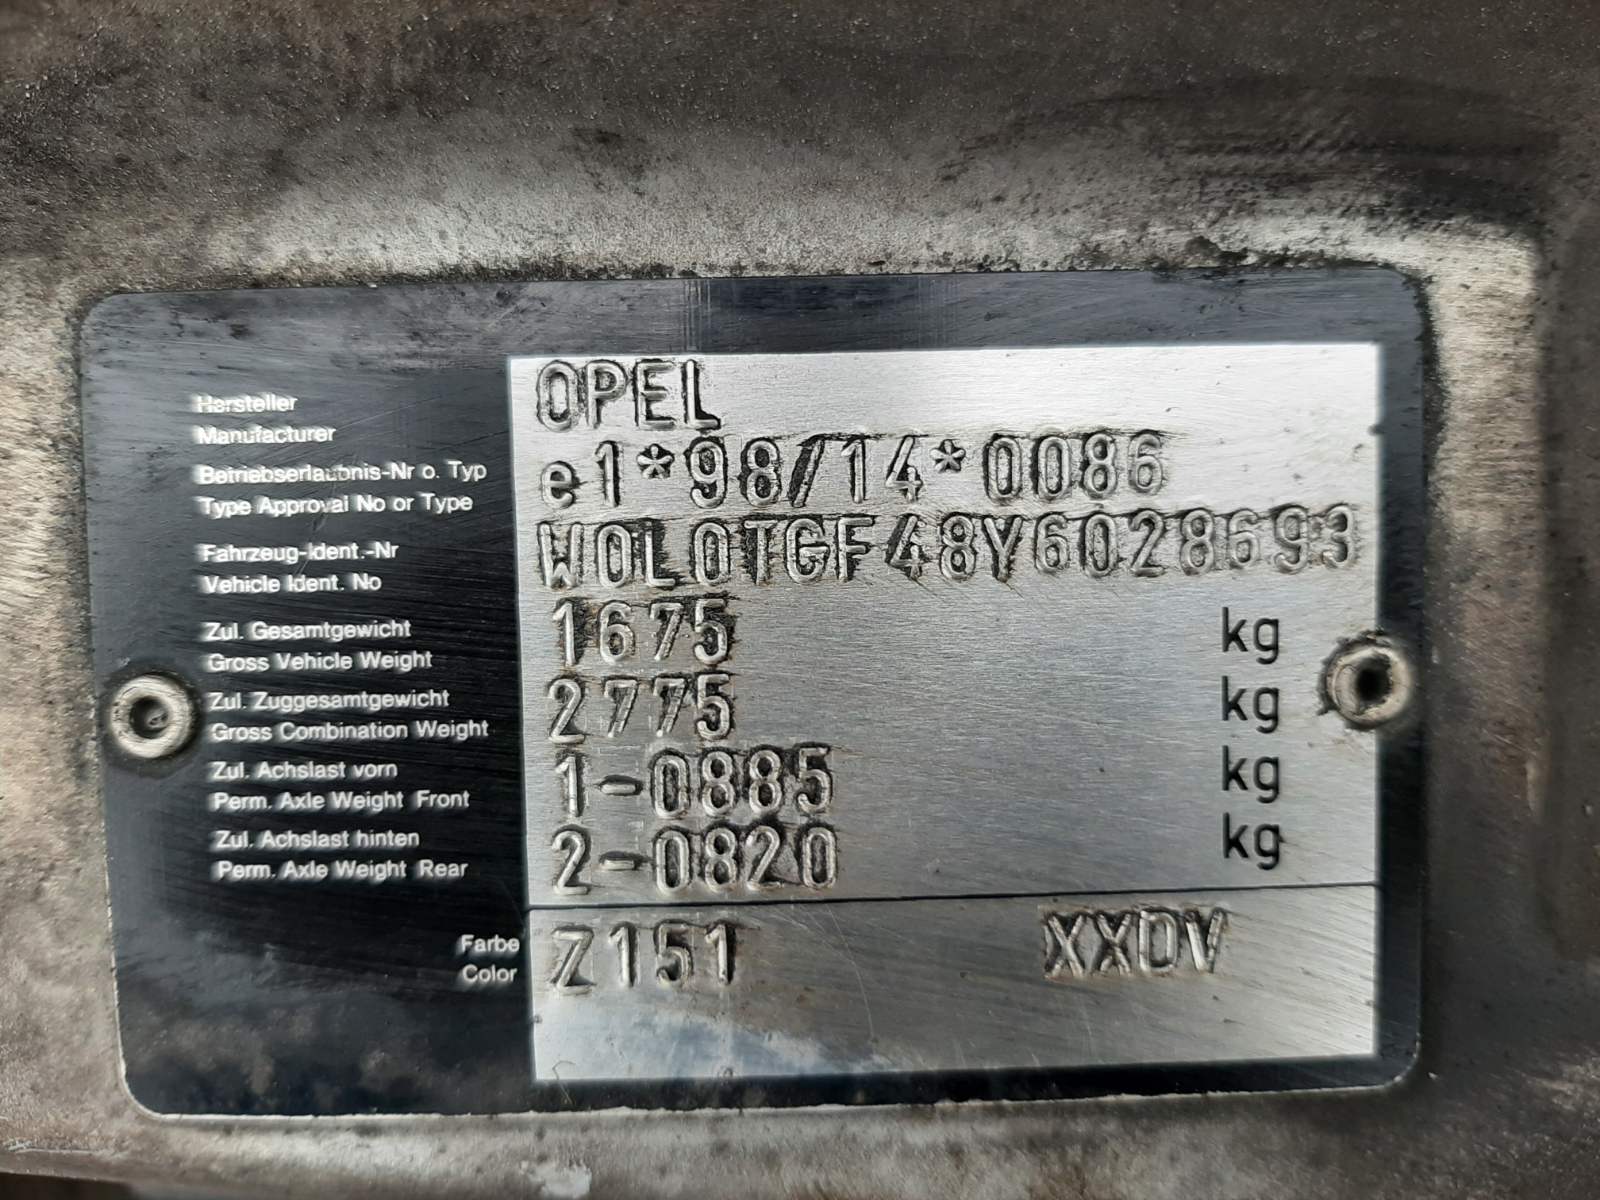 Hersteller
Manufacturer
OPEL
Betriebserlaubnis-Nr o. Typ
Type Approval No or Type
e1*98/14*0086
Fahrzeug-Ident.-Nr
Vehicle Ident. No
W0L0TGF48Y6028693
Zul. Gesamtgewicht
Gross Vehicle Weight
1675 kg
Zul. Zuggesamtgewicht
Gross Combination Weight
2775 kg
Zul. Achslast vorn
Perm. Axle Weight Front
1-0885 kg
Zul. Achslast hinten
Perm. Axle Weight Rear
2-0820 kg
Farbe
Color
Z151 XXDV